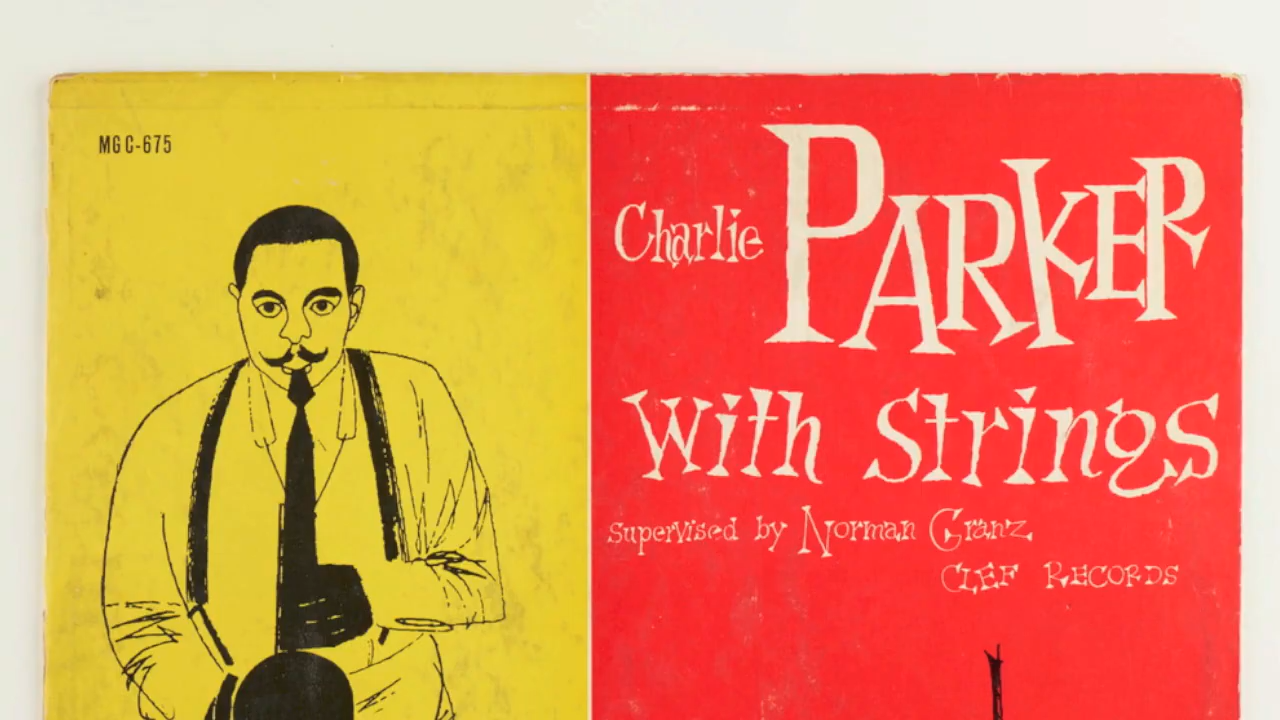 MG C-675
Charlie PARKER
with strings
supervised by Norman Granz
CLEF RECORDS